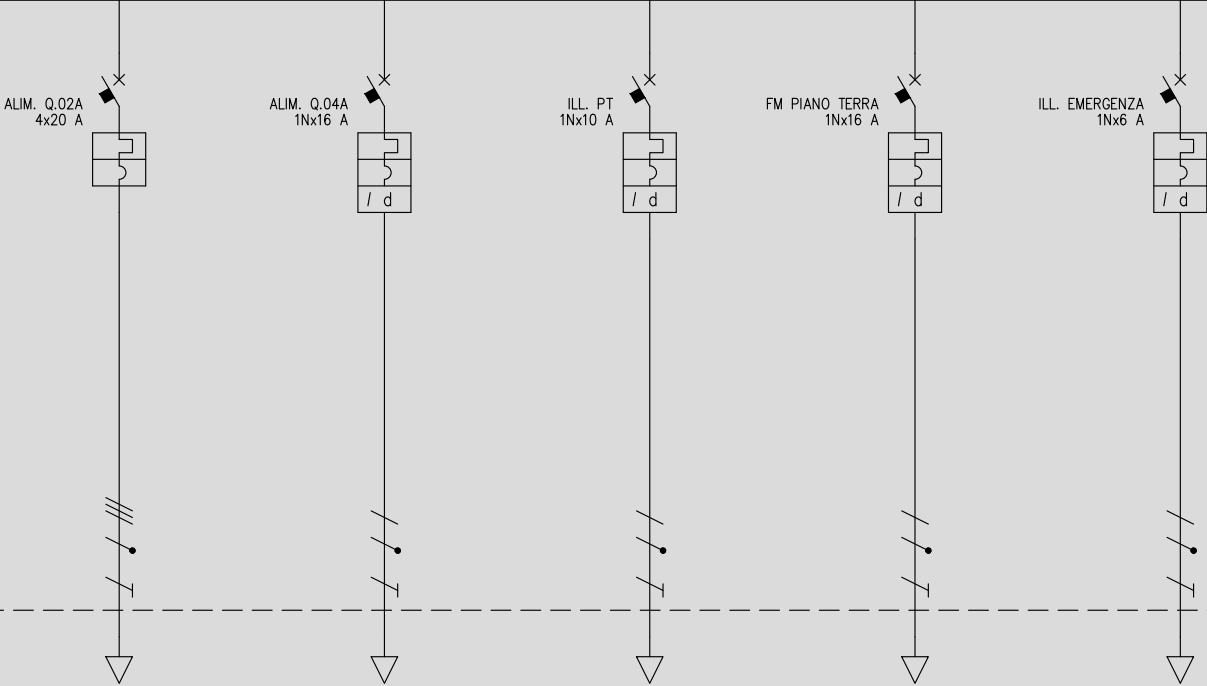 ALIM. Q.02A
4x20 A
ALIM. Q.04A
1Nx16 A
I d
ILL. PT
1Nx10 A
I d
FM PIANO TERRA
1Nx16 A
I d
ILL. EMERGENZA
1Nx6 A
I d